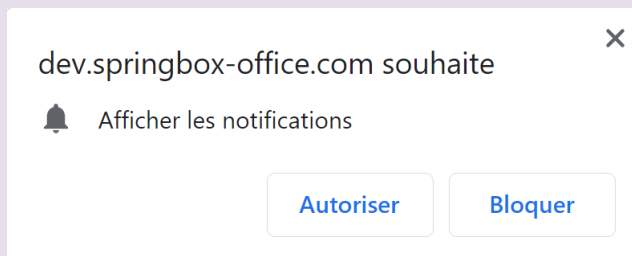 dev.springbox-office.com souhaite
Afficher les notifications
Autoriser
Bloquer